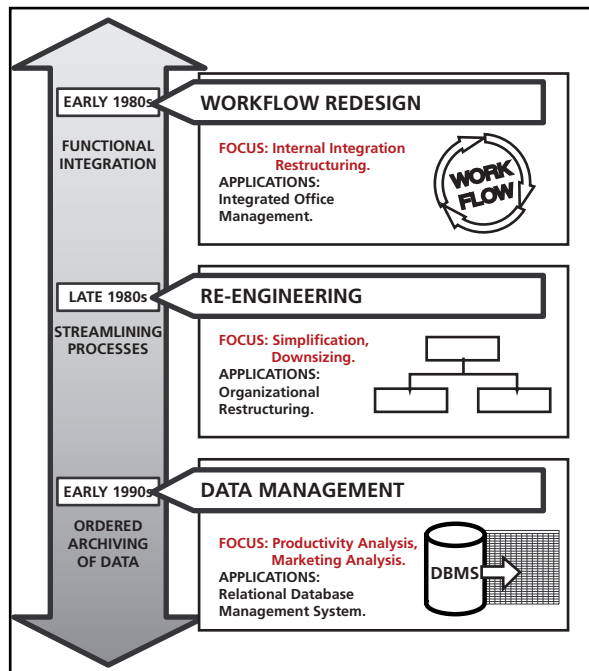 EARLY 1980s
WORKFLOW REDESIGN
FUNCTIONAL
INTEGRATION
FOCUS: Internal Integration
Restructuring.
APPLICATIONS:
Integrated Office
Management.
WORK
FLOW
LATE 1980s
RE-ENGINEERING
STREAMLINING
PROCESSES
FOCUS: Simplification,
Downsizing.
APPLICATIONS:
Organizational
Restructuring.
EARLY 1990s
DATA MANAGEMENT
ORDERED
ARCHIVING
OF DATA
FOCUS: Productivity Analysis,
Marketing Analysis.
APPLICATIONS:
Relational Database
Management System.
DBMS